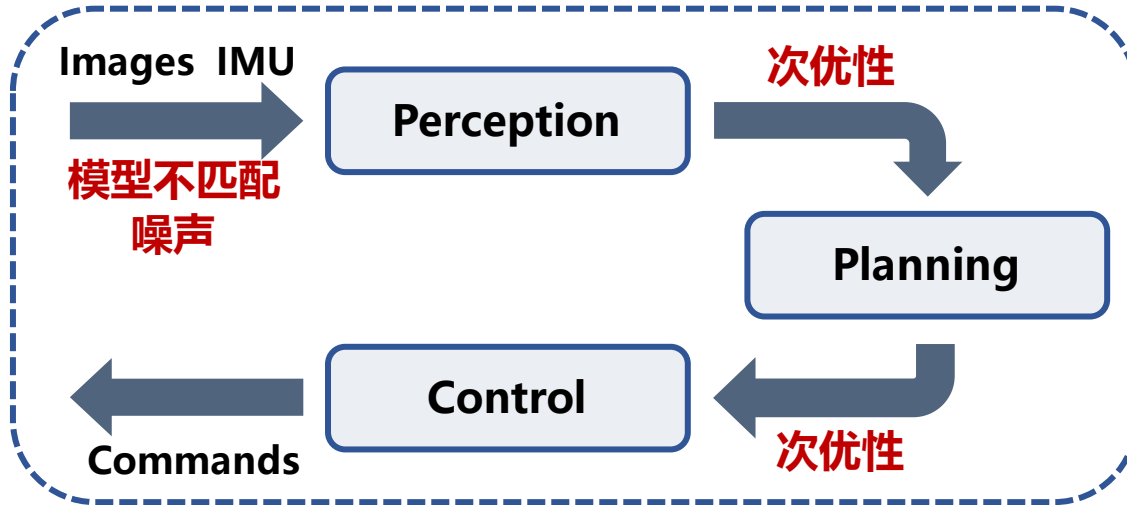 Images IMU
模型不匹配
噪声
Perception
次优性
Planning
次优性
Control
Commands